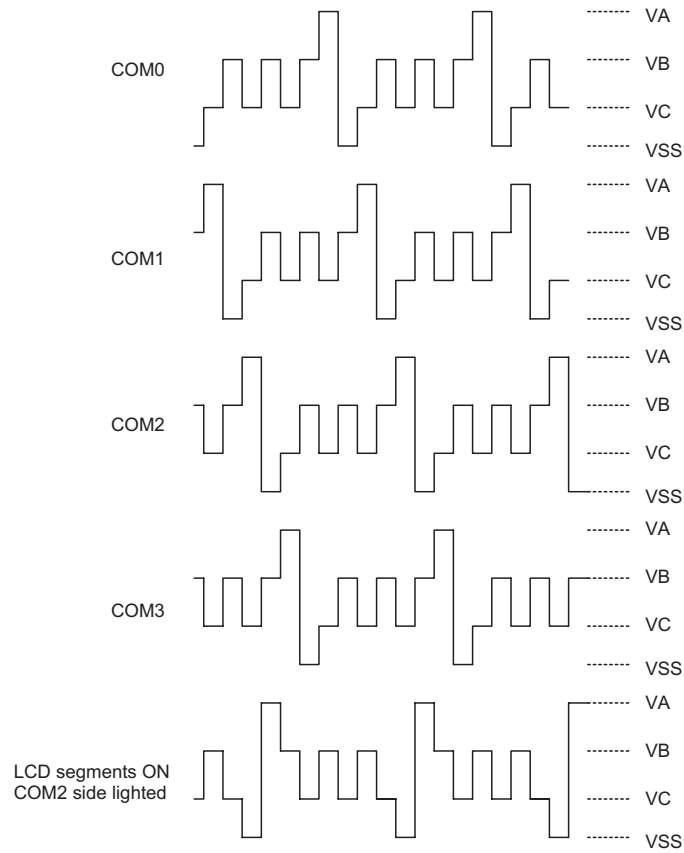 VA
COM0
VB
VC
VSS
VA
VB
COM1
VC
VSS
VA
VB
COM2
VC
VSS
VA
VB
COM3
VC
VSS
VA
VB
LCD segments ON
COM2 side lighted
VC
VSS